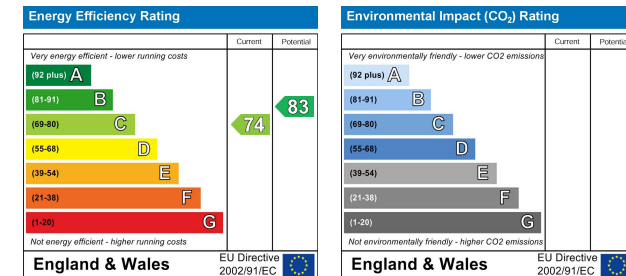 Energy Efficiency Rating
Current Potential
Very energy efficient - lower running costs
(92 plus) A
(81-91) B
(69-80) C
(55-68) D
(39-54) E
(21-38) F
(1-20) G
74
83
Not energy efficient - higher running costs
England & Wales
EU Directive
2002/91/EC
Environmental Impact (CO₂) Rating
Current Potential
Very environmentally friendly - lower CO2 emissions
(92 plus) A
(81-91) B
(69-80) C
(55-68) D
(39-54) E
(21-38) F
(1-20) G
Not environmentally friendly - higher CO2 emissions
England & Wales
EU Directive
2002/91/EC